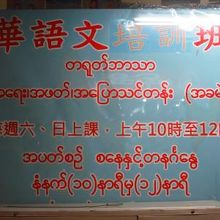 華語文培訓班
တရုတ်ဘာသာ
အရေး၊အဖတ်၊အပြောသင်တန်း (အခမဲ့
週六、日上課，上午10時至12
အပတ်စဉ် စနေနှင့်တနင်္ဂနွေ
နံနက်(၁၀)နာရီမှ(၁၂)နာရီ